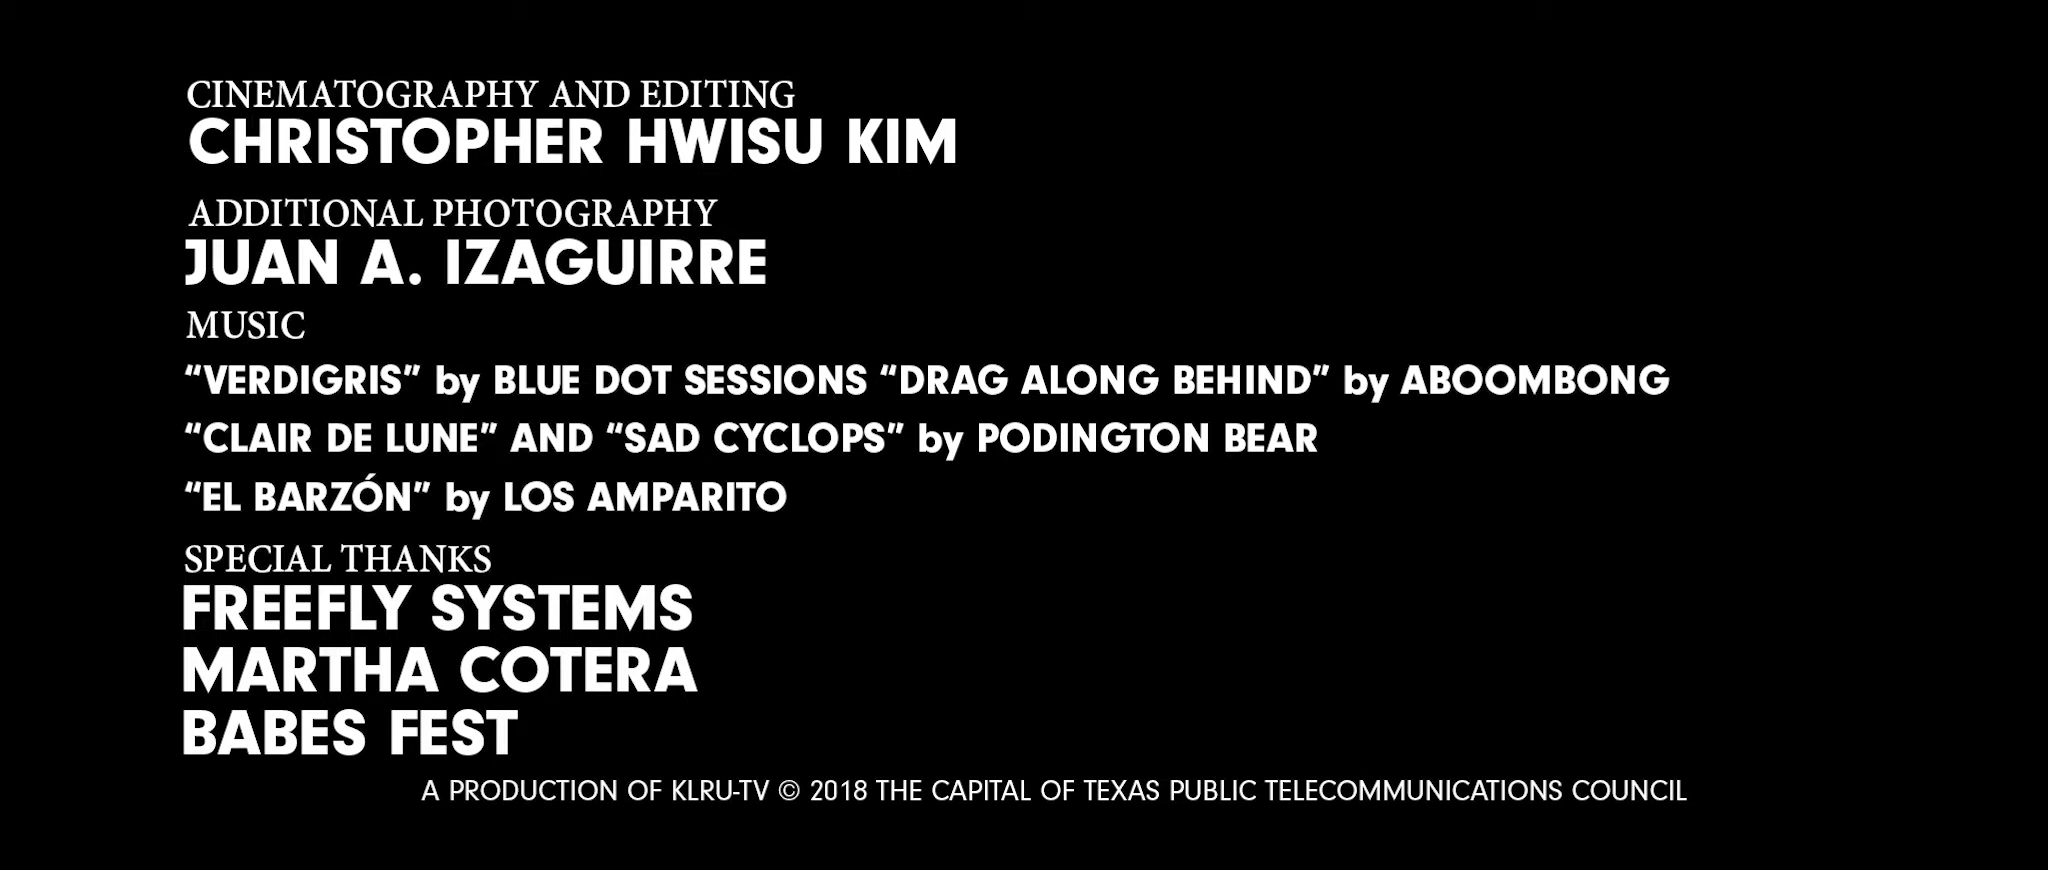 CINEMATOGRAPHY AND EDITING
CHRISTOPHER HWISU KIM
ADDITIONAL PHOTOGRAPHY
JUAN A. IZAGUIRRE
MUSIC
“VERDIGRIS” by BLUE DOT SESSIONS “DRAG ALONG BEHIND” by ABOOMBONG
“CLAIR DE LUNE” AND “SAD CYCLOPS” by PODINGTON BEAR
“EL BARZÓN” by LOS AMPARITO
SPECIAL THANKS
FREEFLY SYSTEMS
MARTHA COTERA
BABES FEST
A PRODUCTION OF KLRU-TV © 2018 THE CAPITAL OF TEXAS PUBLIC TELECOMMUNICATIONS COUNCIL